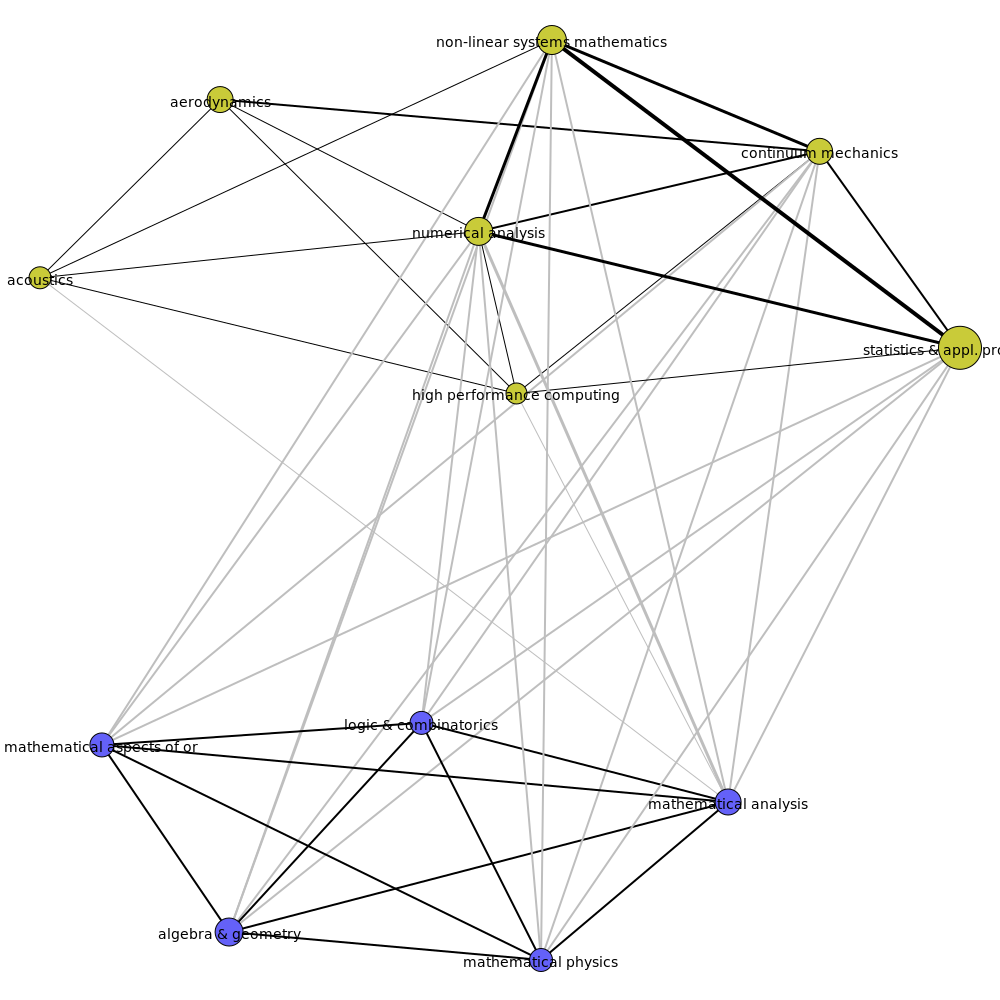 non-linear systems mathematics
aerodynamics
continuum mechanics
numerical analysis
acoustics
statistics & appl. pro
high performance computing
logic & combinatorics
mathematical aspects of or
mathematical analysis
algebra & geometry
mathematical physics